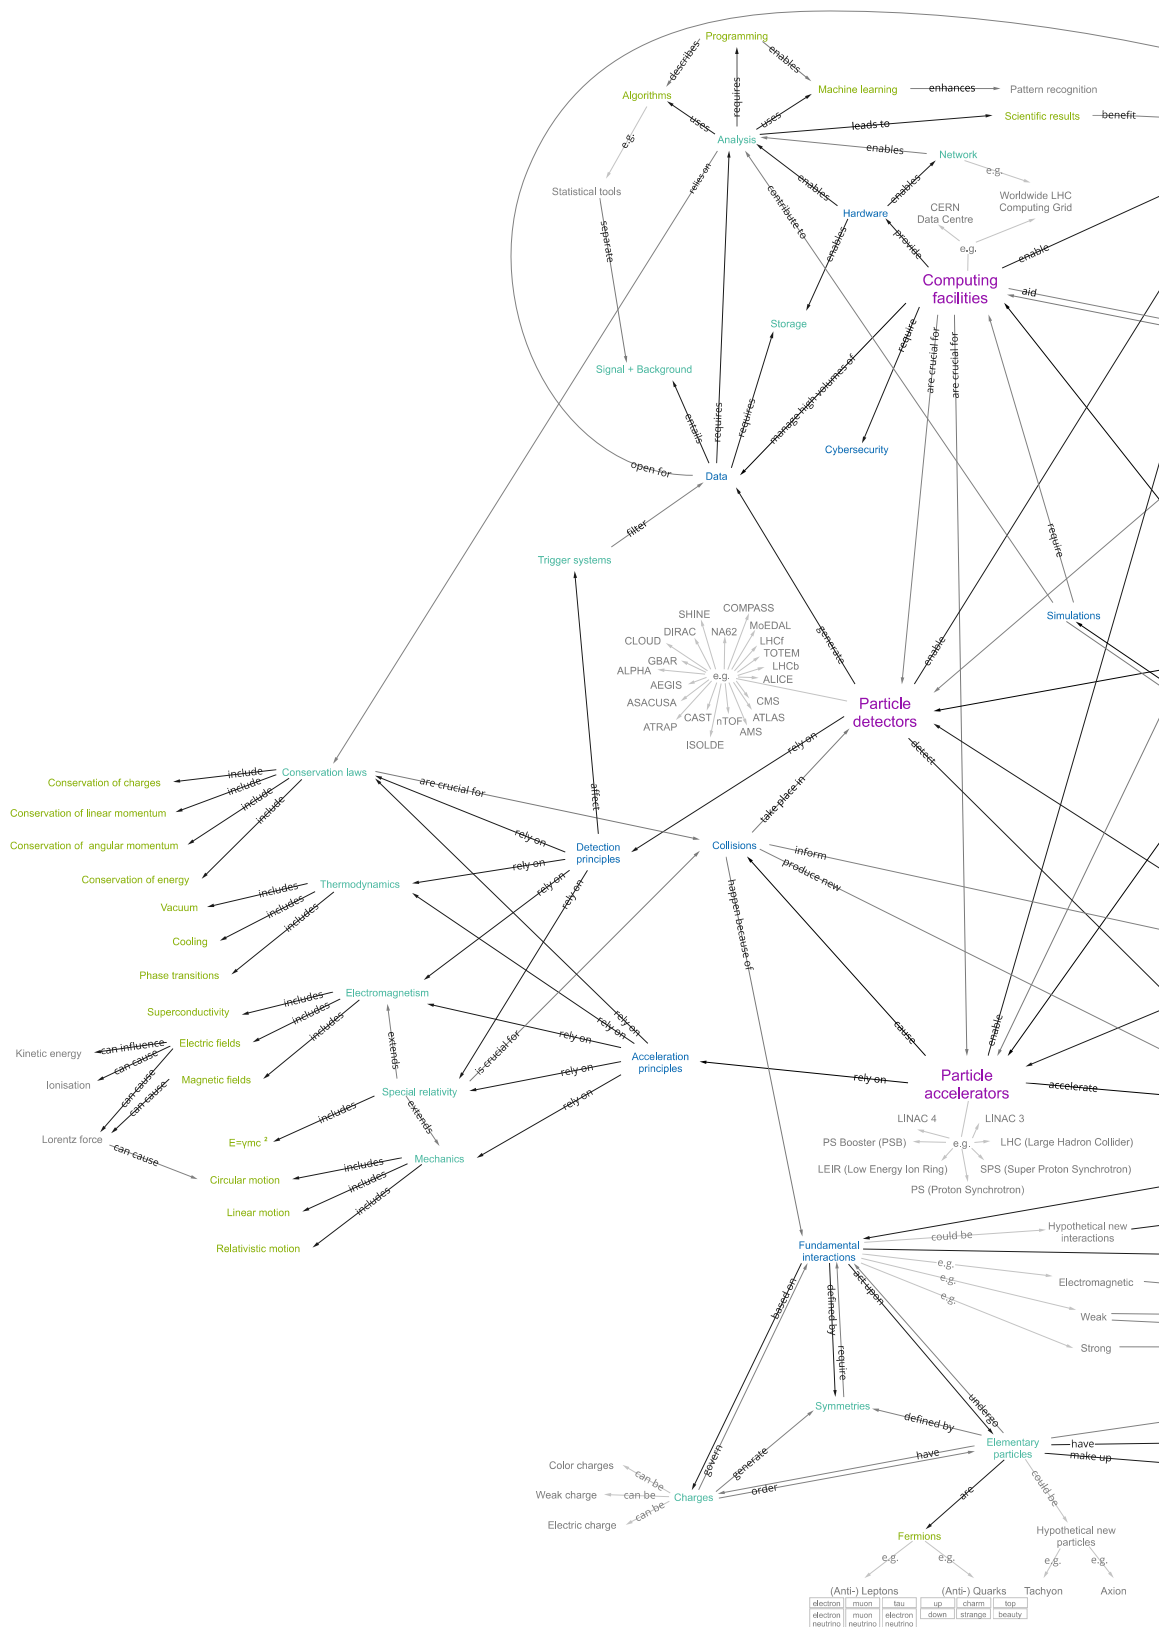 Programming
describes
enables
requires
Algorithms
Machine learning
enhances
Pattern recognition
uses
uses
leads to
Scientific results
benefit
e.g.
Analysis
enables
Network
relies on
e.g.
Statistical tools
contribute to
enables
enables
Worldwide LHC
Computing Grid
CERN
Data Centre
Hardware
separate
enables
provide
e.g.
enable
Computing
facilities
aid
Storage
require
are crucial for
are crucial for
Signal + Background
manage high volumes of
requires
requires
entails
Cybersecurity
open for
Data
filter
require
Trigger systems
Simulations
COMPASS
SHINE
MoEDAL
DIRAC
NA62
CLOUD
LHCf
TOTEM
GBAR
LHCb
ALPHA
e.g.
ALICE
AEGIS
ASACUSA
CMS
CAST
nTOF
ATLAS
ATRAP
AMS
ISOLDE
generate
enable
Particle
detectors
rely on
detect
Conservation laws
include
include
include
include
are crucial for
affect
take place in
Conservation of charges
Conservation of linear momentum
Conservation of  angular momentum
Conservation of energy
rely on
rely on
rely on
rely on
Detection
principles
Collisions
inform
produce new
happen because of
Thermodynamics
includes
includes
includes
Vacuum
Cooling
Phase transitions
Electromagnetism
includes
includes
includes
Superconductivity
Electric fields
Magnetic fields
Kinetic energy
can influence
can cause
Ionisation
can cause
can cause
Lorentz force
can cause
extends
extends
is crucial for
rely on
rely on
rely on
rely on
rely on
Acceleration
principles
cause
enable
rely on
Particle
accelerators
accelerate
Special relativity
includes
E=γmc ²
Mechanics
includes
includes
includes
Circular motion
Linear motion
Relativistic motion
LINAC 4
LINAC 3
PS Booster (PSB)
e.g.
LHC (Large Hadron Collider)
LEIR (Low Energy Ion Ring)
SPS (Super Proton Synchrotron)
PS (Proton Synchrotron)
Fundamental
interactions
could be
Hypothetical new
interactions
e.g.
Electromagnetic
e.g.
Weak
e.g.
Strong
based on
defined by
act upon
require
govern
generate
Symmetries
defined by
undergo
Elementary
particles
have
make up
have
order
Color charges
can be
Weak charge
can be
Charges
Electric charge
can be
are
could be
Fermions
e.g.
e.g.
Hypothetical new
particles
e.g.
e.g.
(Anti-) Leptons
(Anti-) Quarks
Tachyon
Axion
electron
muon
tau
up
charm
top
electron
neutrino
muon
neutrino
electron
neutrino
down
strange
beauty